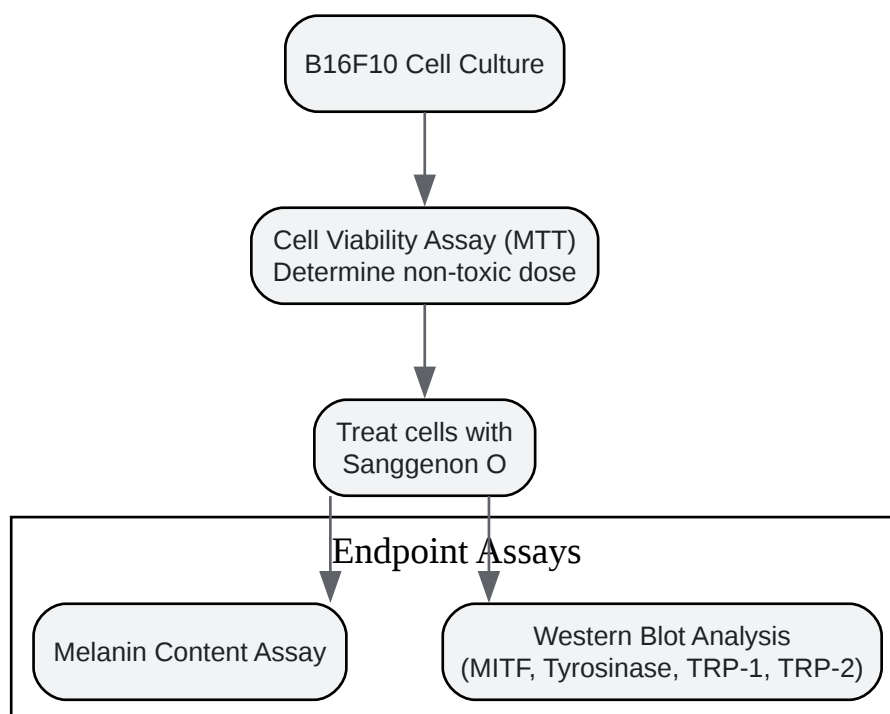 B16F10 Cell Culture
Cell Viability Assay (MTT)
Determine non-toxic dose
Treat cells with
Sanggenon O
Endpoint Assays
Melanin Content Assay
Western Blot Analysis
(MITF, Tyrosinase, TRP-1, TRP-2)